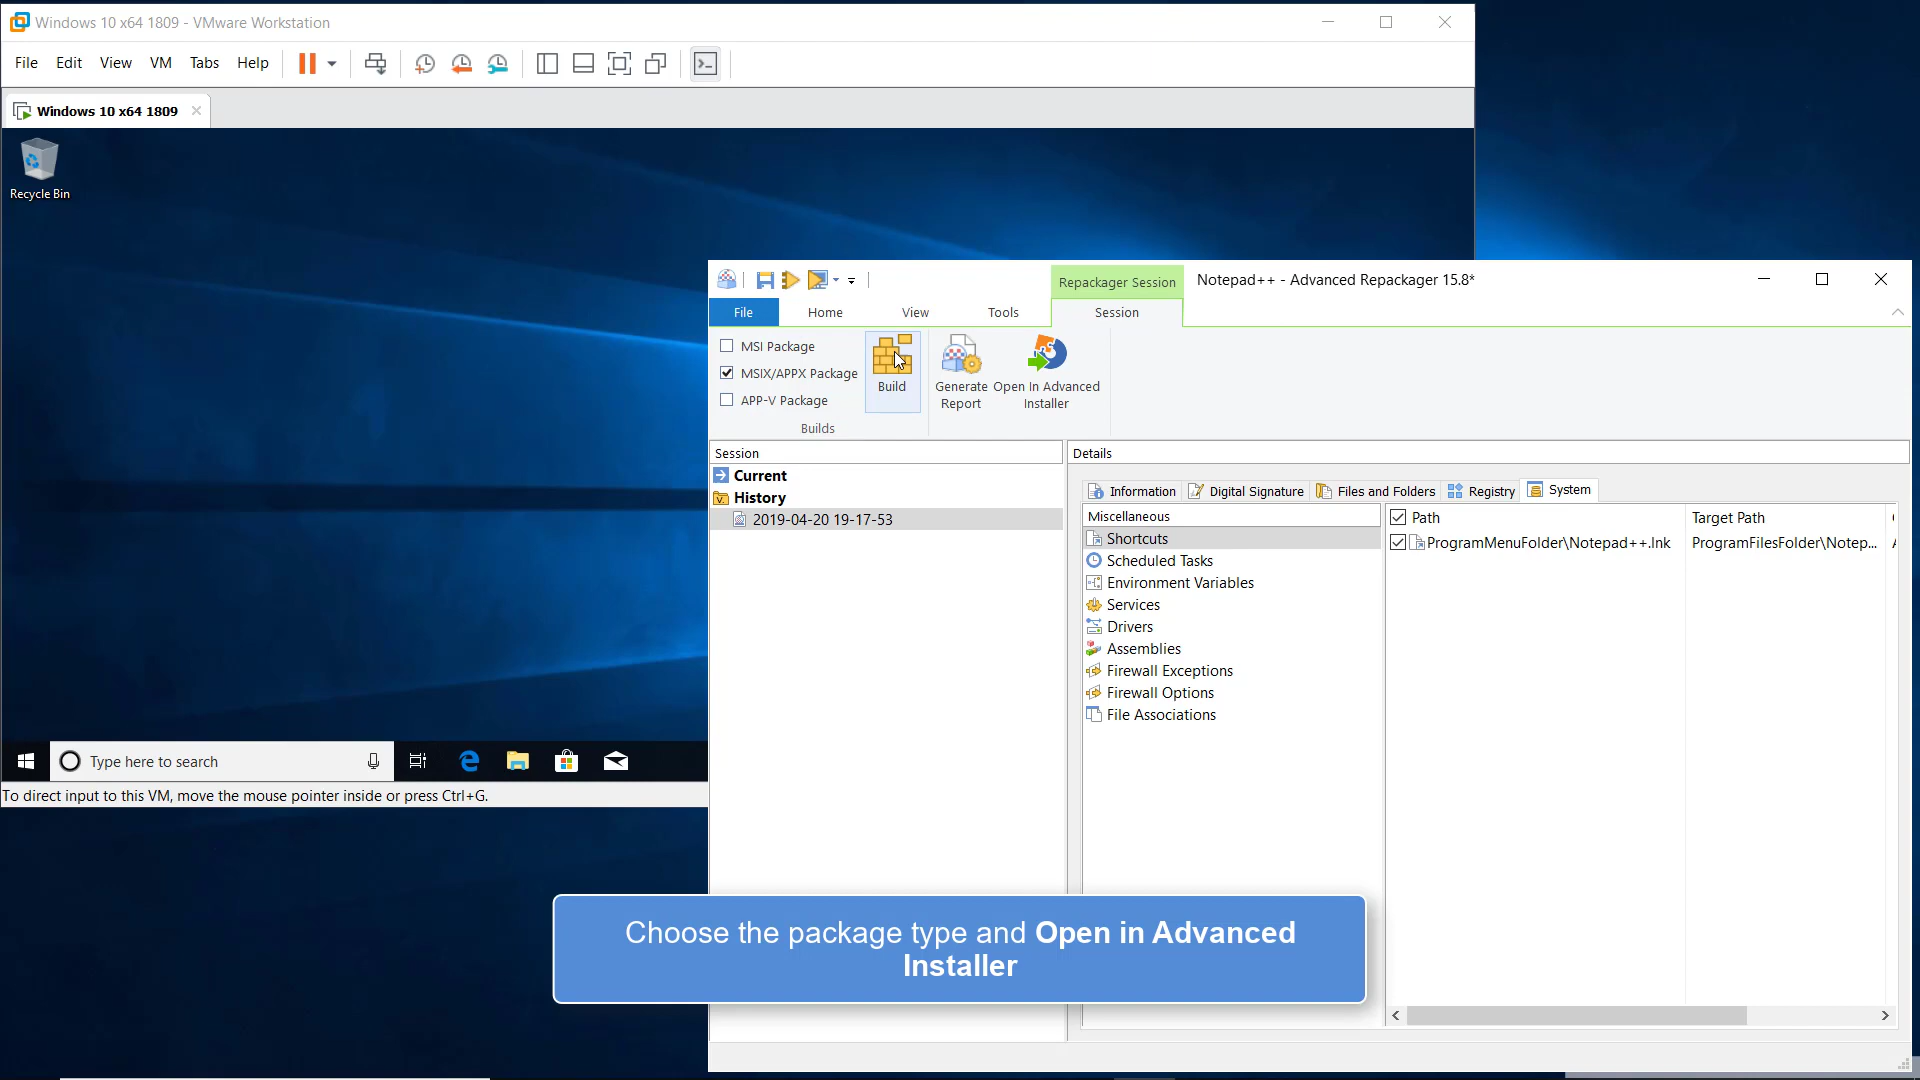 Windows 10 x64 1809 - VMware Workstation
File Edit View VM Tabs Help
Windows 10 x64 1809
Recycle Bin
Repackager Session
Notepad++ - Advanced Repackager 15.8*
File Home View Tools Session
MSI Package
MSIX/APPX Package
APP-V Package
Build
Builds
Generate Report
Open In Advanced Installer
Session
Current
History
2019-04-20 19-17-53
Details
Information Digital Signature Files and Folders Registry System
Miscellaneous
Shortcuts
Scheduled Tasks
Environment Variables
Services
Drivers
Assemblies
Firewall Exceptions
Firewall Options
File Associations
Path Target Path
ProgramMenuFolder\Notepad++.lnk ProgramFilesFolder\Notep...
Type here to search
To direct input to this VM, move the mouse pointer inside or press Ctrl+G.
Choose the package type and Open in Advanced
Installer